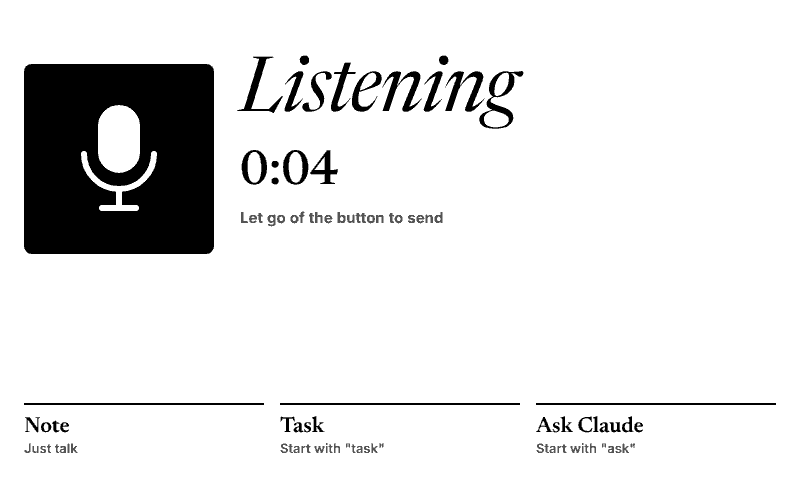 Listening
0:04
Let go of the button to send
Note
Just talk
Task
Start with "task"
Ask Claude
Start with "ask"